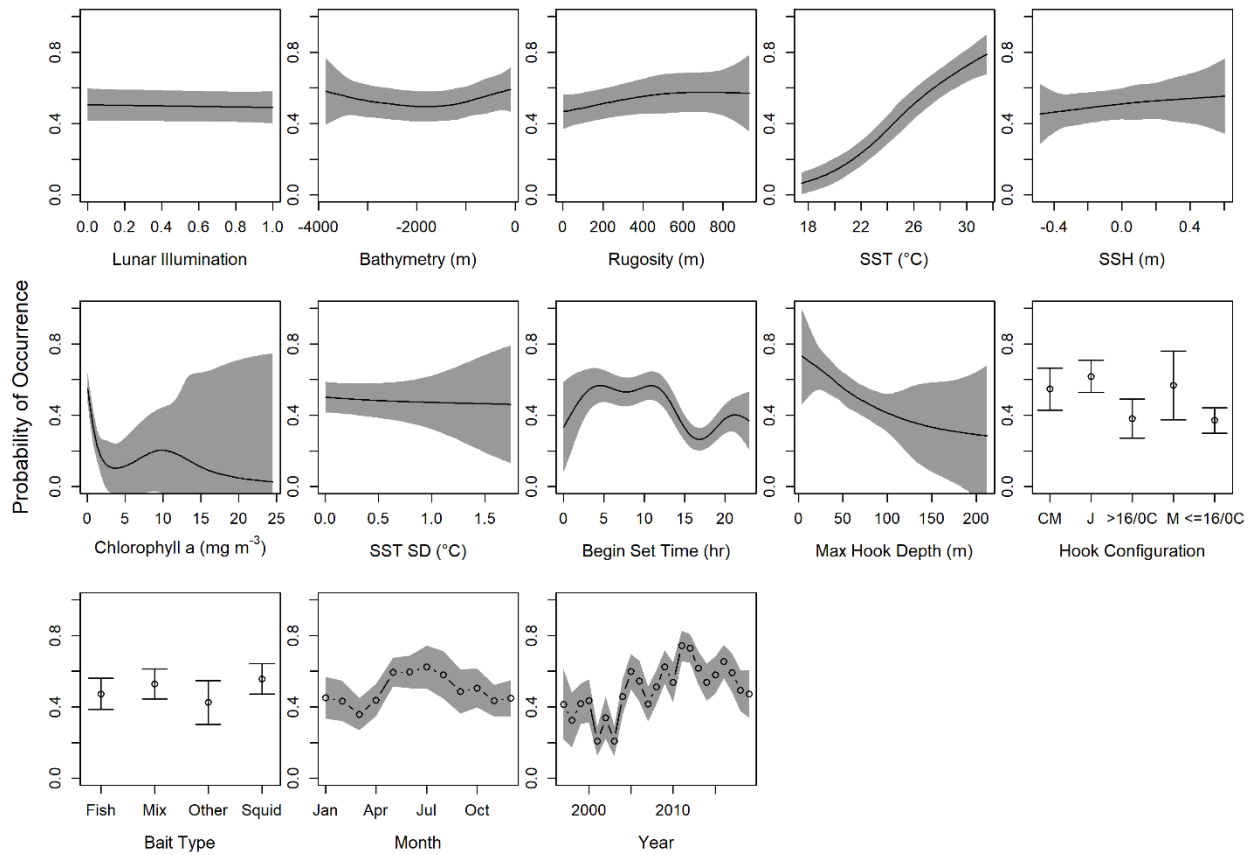 Probability of Occurrence
0.0 0.4 0.8
0.0 0.2 0.4 0.6 0.8 1.0
Lunar Illumination
0.0 0.4 0.8
-4000 -2000 0
Bathymetry (m)
0.0 0.4 0.8
0 200 400 600 800
Rugosity (m)
0.0 0.4 0.8
18 22 26 30
SST (°C)
0.0 0.4 0.8
-0.4 0.0 0.4
SSH (m)
0.0 0.4 0.8
0 5 10 15 20 25
Chlorophyll a (mg m⁻³)
0.0 0.4 0.8
0.0 0.5 1.0 1.5
SST SD (°C)
0.0 0.4 0.8
0 5 10 15 20
Begin Set Time (hr)
0.0 0.4 0.8
0 50 100 150 200
Max Hook Depth (m)
0.0 0.4 0.8
CM J >16/0C M <=16/0C
Hook Configuration
0.0 0.4 0.8
Fish Mix Other Squid
Bait Type
0.0 0.4 0.8
Jan Apr Jul Oct
Month
0.0 0.4 0.8
2000 2010
Year